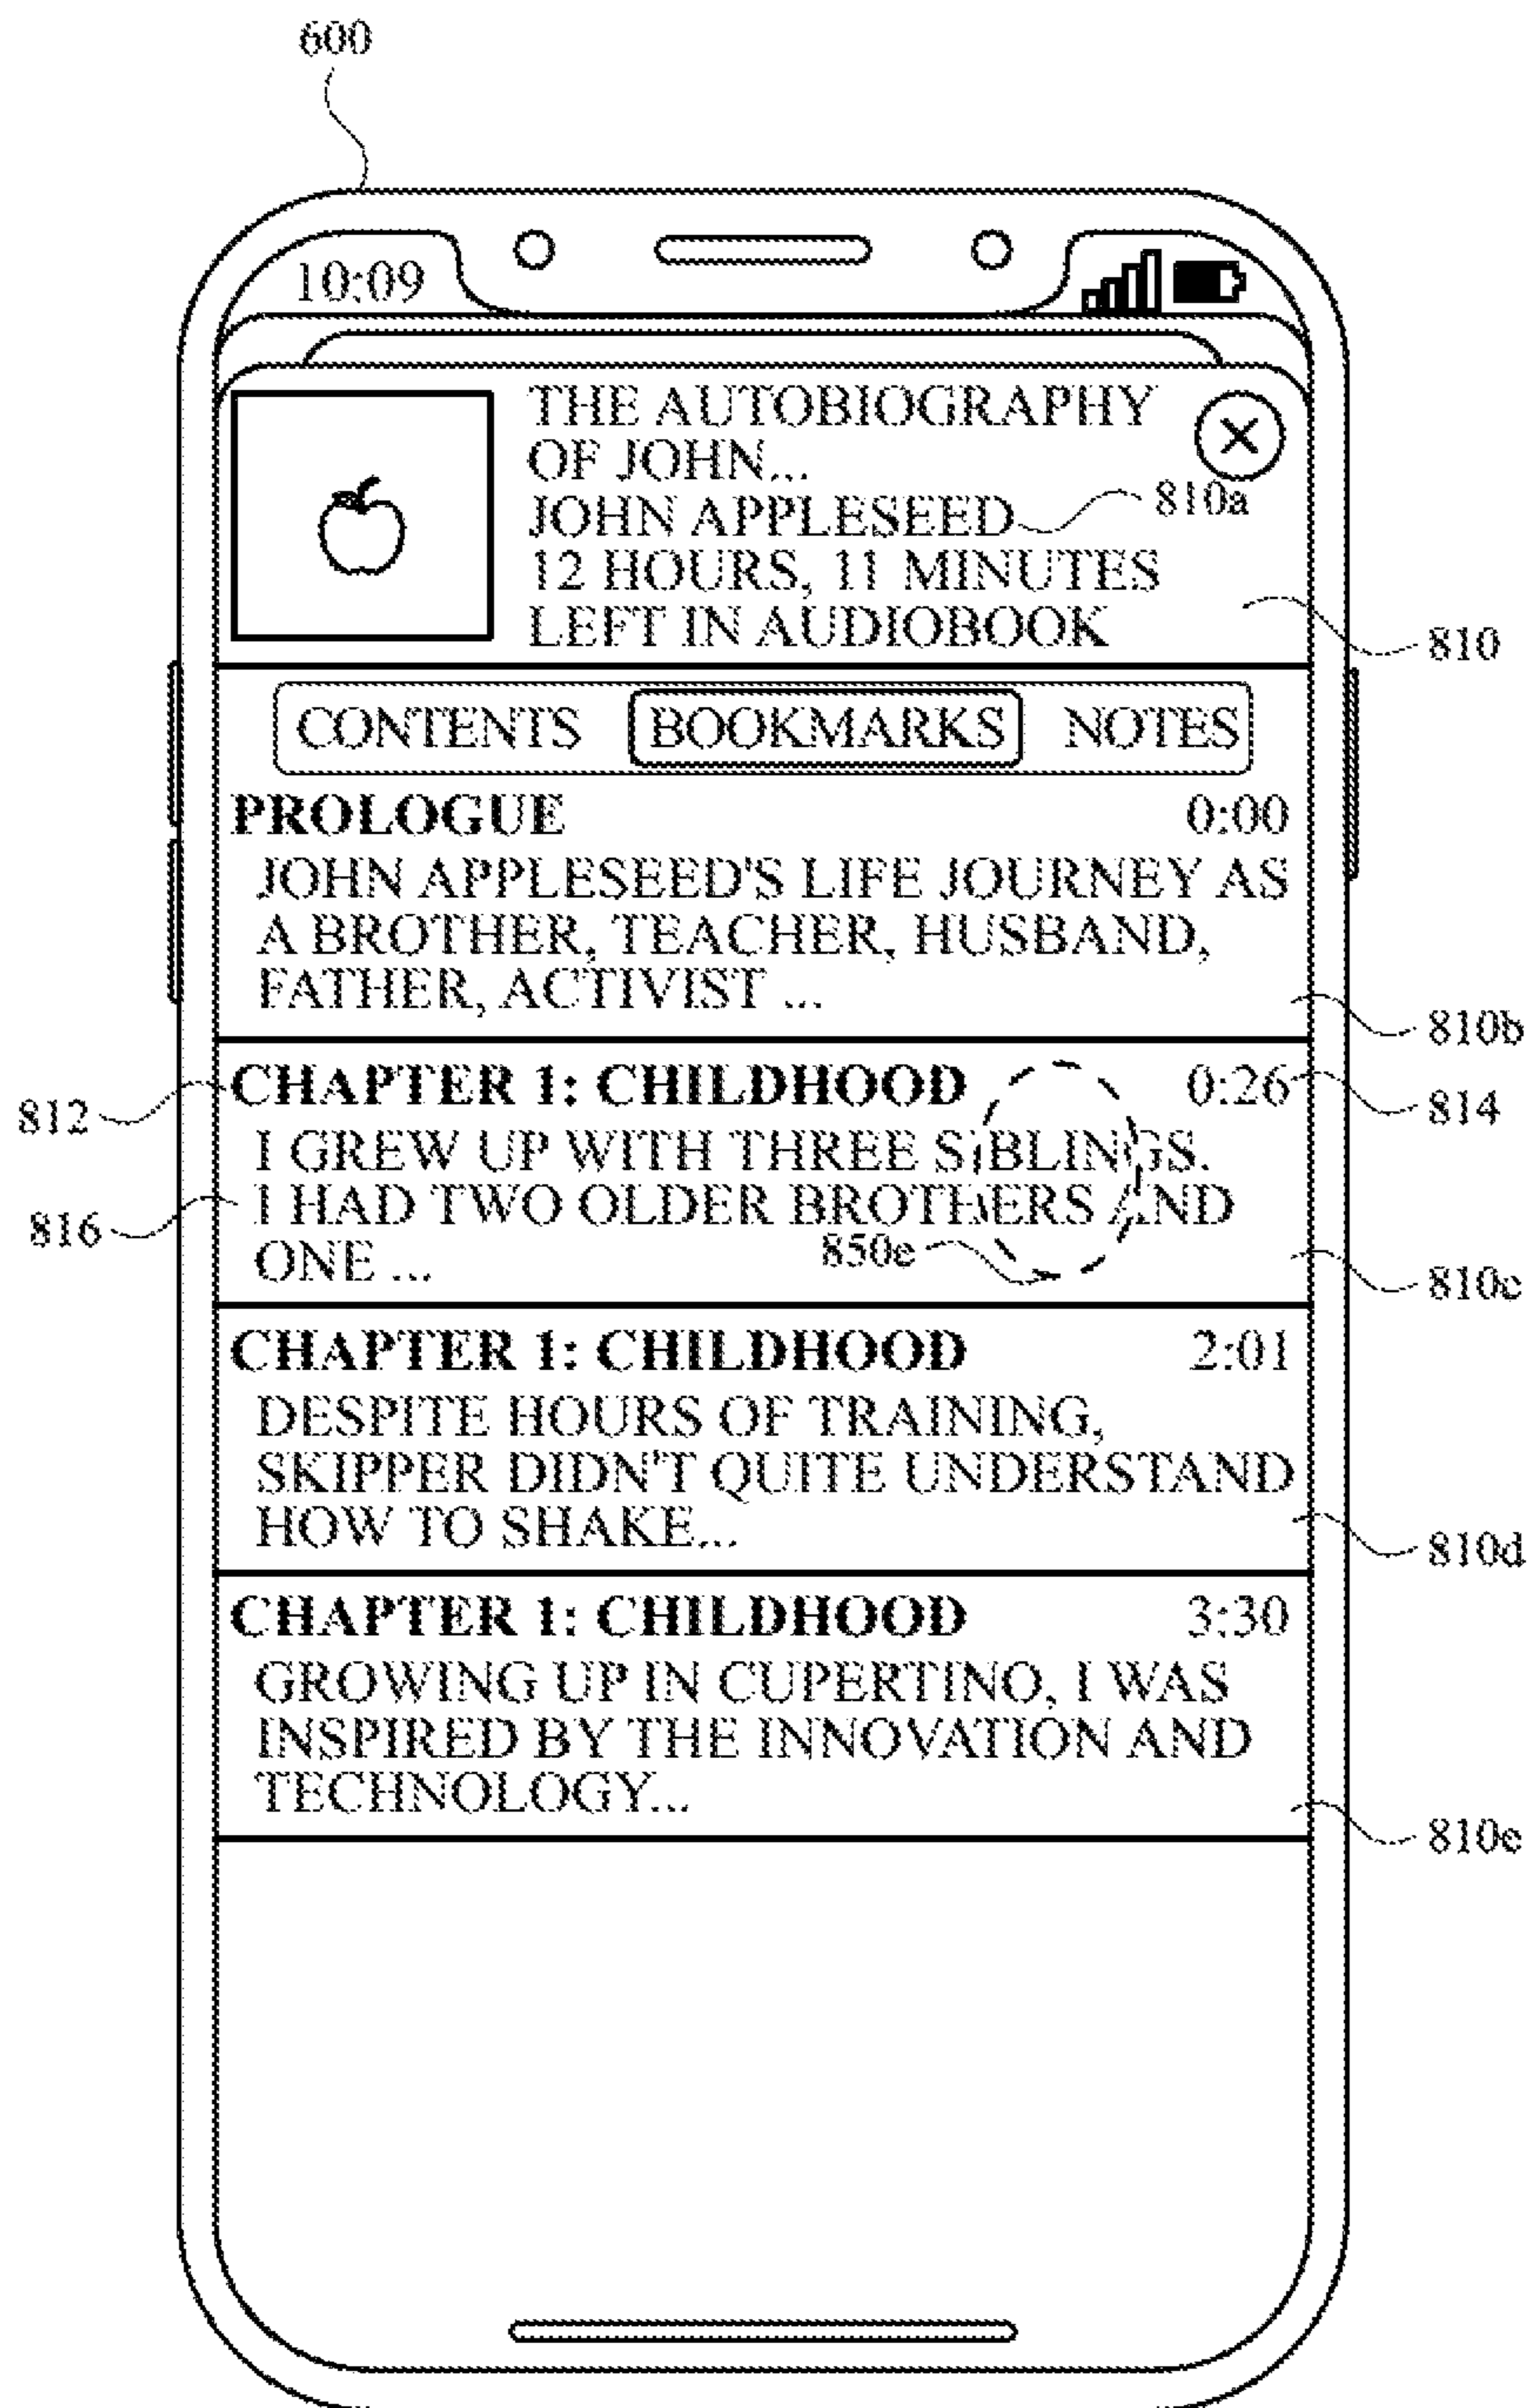 600
10:09
THE AUTOBIOGRAPHY
OF JOHN...
JOHN APPLESEED
810a
12 HOURS, 11 MINUTES
LEFT IN AUDIOBOOK
810
CONTENTS BOOKMARKS NOTES
PROLOGUE 0:00
JOHN APPLESEED'S LIFE JOURNEY AS
A BROTHER, TEACHER, HUSBAND,
FATHER, ACTIVIST ...
810b
812 CHAPTER 1: CHILDHOOD 0:26 814
I GREW UP WITH THREE SIBLINGS.
816 I HAD TWO OLDER BROTHERS AND
ONE ... 850e
810c
CHAPTER 1: CHILDHOOD 2:01
DESPITE HOURS OF TRAINING,
SKIPPER DIDN'T QUITE UNDERSTAND
HOW TO SHAKE...
810d
CHAPTER 1: CHILDHOOD 3:30
GROWING UP IN CUPERTINO, I WAS
INSPIRED BY THE INNOVATION AND
TECHNOLOGY...
810e